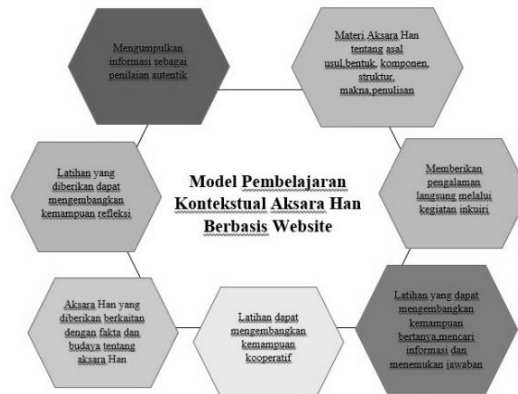 Mengumpulkan
informasi sebagai
penilaian autentik
Materi Aksara Han
tentang asal
usul,bentuk, komponen,
struktur,
makna,penulisan
Latihan yang
diberikan dapat
mengembangkan
kemampuan refleksi
Model Pembelajaran
Kontekstual Aksara Han
Berbasis Website
Memberikan
pengalaman
langsung melalui
kegiatan inkuiri
Aksara Han yang
diberikan berkaitan
dengan fakta dan
budaya tentang
aksara Han
Latihan dapat
mengembangkan
kemampuan
kooperatif
Latihan yang dapat
mengembangkan
kemampuan
bertanya,mencari
informasi dan
menemukan jawaban